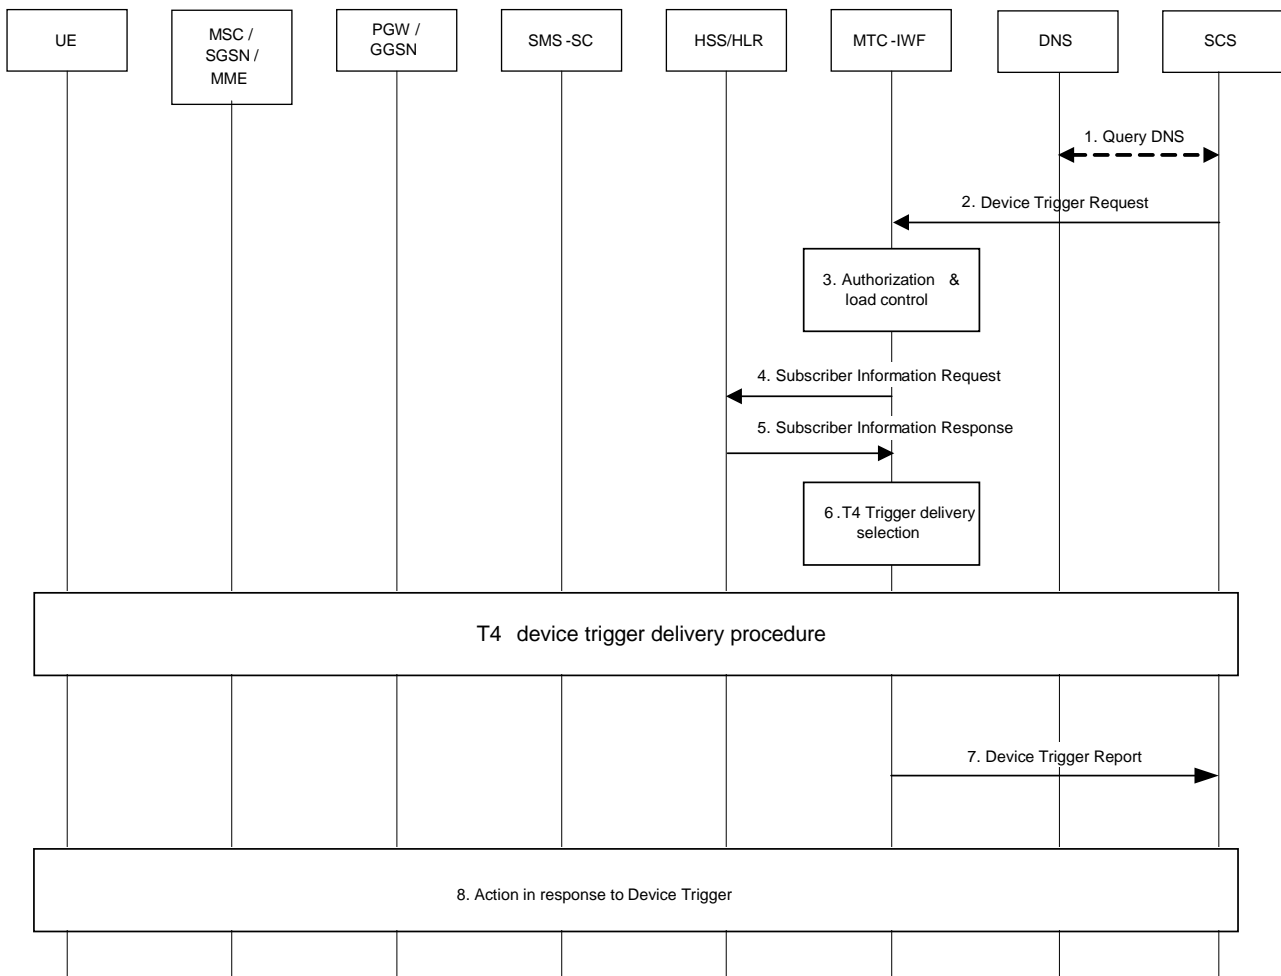 UE
MSC /
SGSN /
MME
PGW /
GGSN
SMS -SC
HSS/HLR
MTC -IWF
DNS
SCS
1. Query DNS
2. Device Trigger Request
3. Authorization &
load control
4. Subscriber Information Request
5. Subscriber Information Response
6 .T4 Trigger delivery
selection
T4 device trigger delivery procedure
7. Device Trigger Report
8. Action in response to Device Trigger